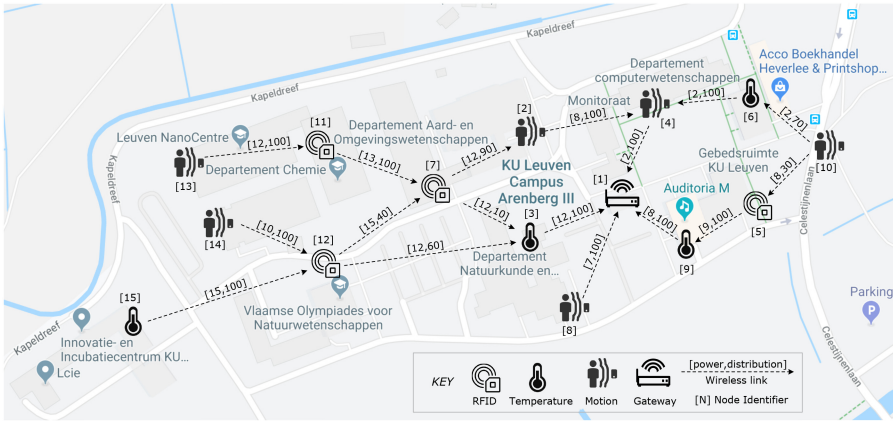 Kapeldreef
Acco Boekhandel
Heverlee & Printshop...
Departement
computerwetenschappen
Kapeldreef
[2]
Monitoraat
[2,100]
[6]
[11]
Departement Aard- en
Omgevingswetenschappen
[8,100]
[4]
[2,70]
Leuven NanoCentre
[12,100]
[7]
[12,90]
[2,100]
Gebedsruimte
KU Leuven
[10]
Kapeldreef
[13]
Departement Chemie
[13,100]
KU Leuven
Campus
Arenberg III
[1]
Auditoria M
[8,30]
[14]
[10,100]
[12]
[15,40]
[12,10]
[3]
[12,100]
[8,100]
[9,100]
[5]
Celestijnenlaan
[12,60]
Departement
Natuurkunde en...
[7,100]
[9]
[15]
[15,100]
Vlaamse Olympiades voor
Natuurwetenschappen
[8]
Parking
P
Kapeldreef
Innovatie- en
Incubatiecentrum KU...
Lcie
Celestijnenlaan
KEY
RFID
Temperature
Motion
Gateway
[power,distribution]
Wireless link
[N] Node Identifier